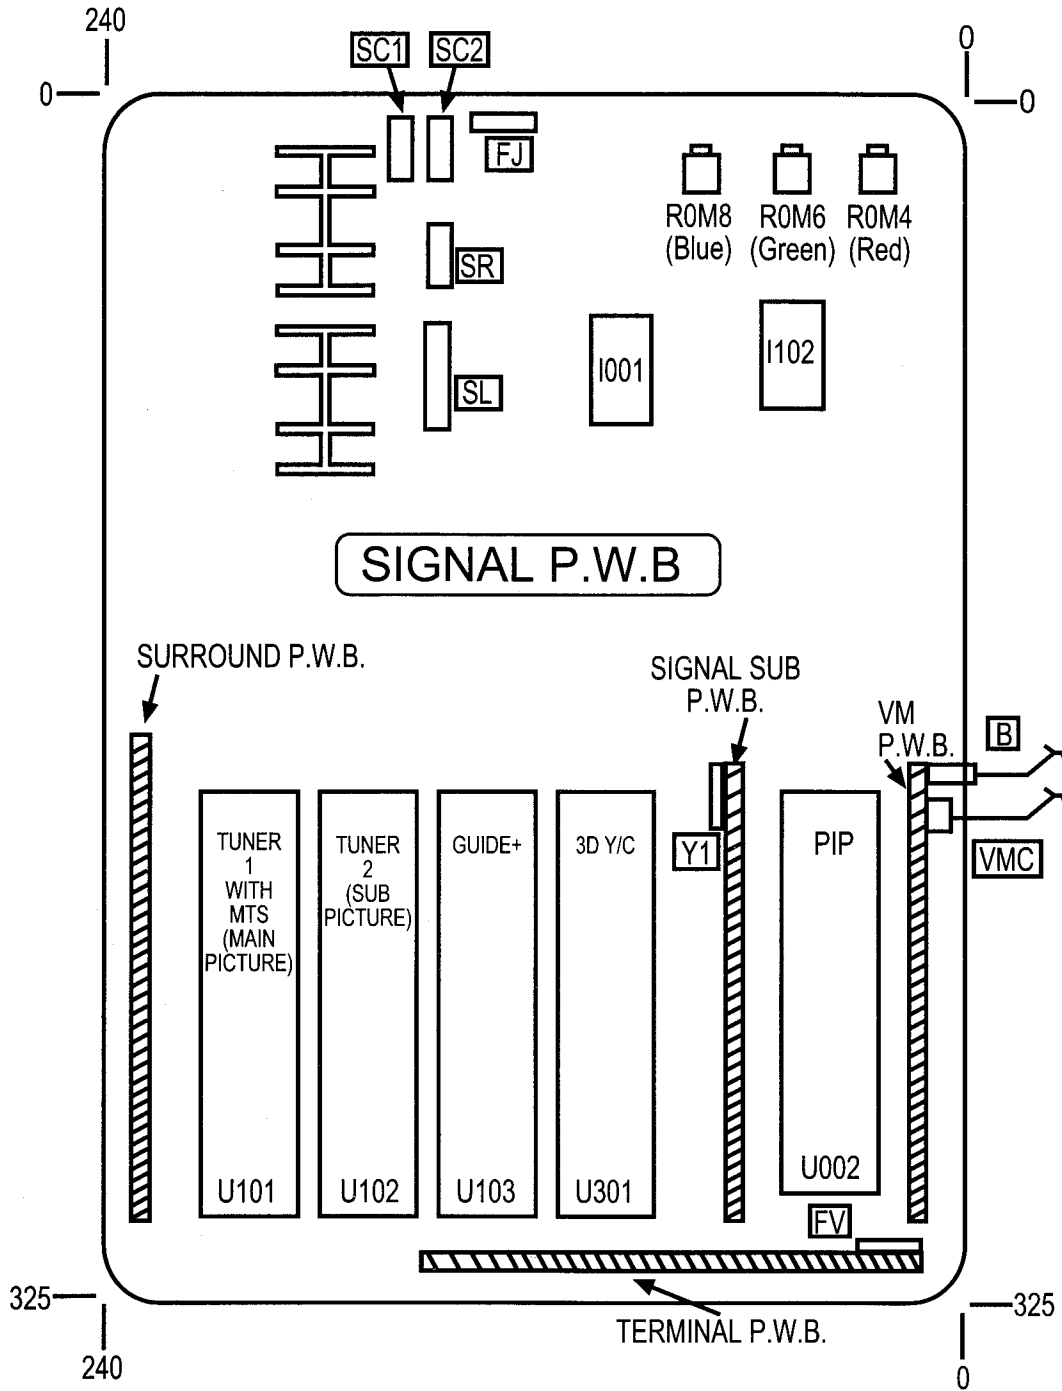 240
0
SC1
SC2
0
0
FJ
R0M8
(Blue)
R0M6
(Green)
R0M4
(Red)
SR
I001
I102
SL
SIGNAL P.W.B
SURROUND P.W.B.
SIGNAL SUB
P.W.B.
VM
P.W.B.
B
TUNER
1
WITH
MTS
(MAIN
PICTURE)
TUNER
2
(SUB
PICTURE)
GUIDE+
3D Y/C
Y1
PIP
VMC
U101
U102
U103
U301
U002
FV
325
325
TERMINAL P.W.B.
240
0